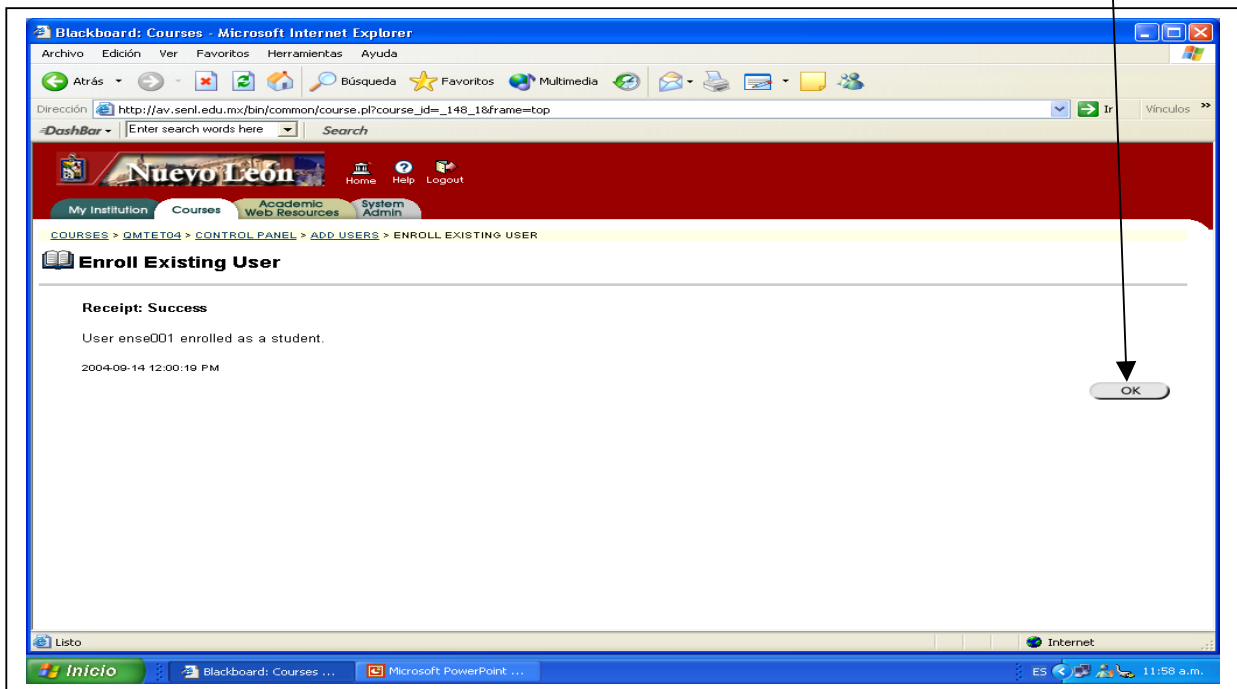 Blackboard: Courses - Microsoft Internet Explorer
Archivo Edición Ver Favoritos Herramientas Ayuda
Atrás Búsqueda Favoritos Multimedia
Dirección http://av.senl.edu.mx/bin/common/course.pl?course_id=_148_1&frame=top Ir Vínculos »
DashBar Enter search words here Search
Nuevo León Home Help Logout
My Institution Courses Academic Web Resources System Admin
COURSES > QMTET04 > CONTROL PANEL > ADD USERS > ENROLL EXISTING USER
Enroll Existing User
Receipt: Success
User ense001 enrolled as a student.
2004-09-14 12:00:19 PM
OK
Listo Internet
Inicio Blackboard: Courses ... Microsoft PowerPoint ... ES 11:58 a.m.